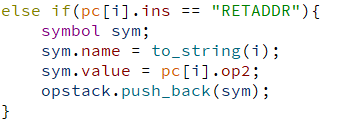 else if(pc[i].ins == "RETADDR"){
    symbol sym;
    sym.name = to_string(i);
    sym.value = pc[i].op2;
    opstack.push_back(sym);
}